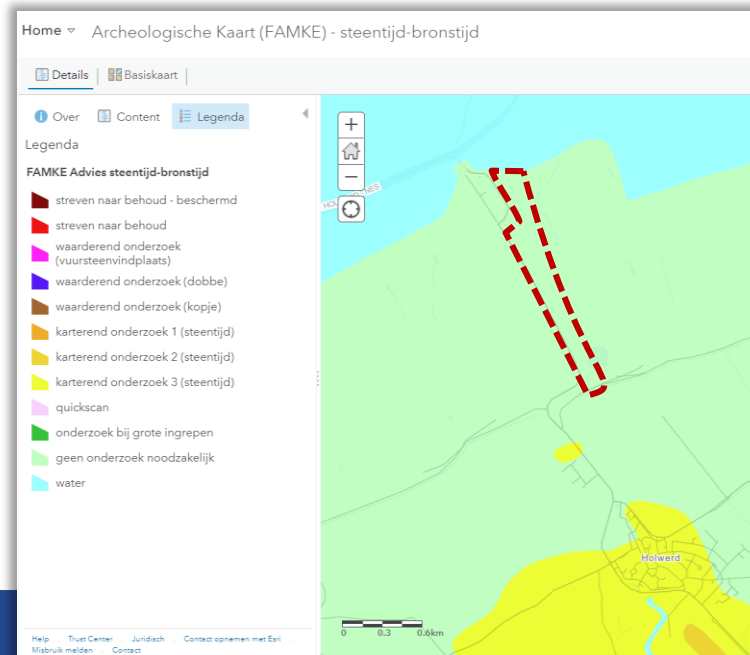 Home Archeologische Kaart (FAMKE) - steentijd-bronstijd
Details Basiskaart
Over Content Legenda
Legenda
FAMKE Advies steentijd-bronstijd
streven naar behoud - beschermd
streven naar behoud
waarderend onderzoek
(vuursteenvindplaats)
waarderend onderzoek (dobbe)
waarderend onderzoek (kopje)
karterend onderzoek 1 (steentijd)
karterend onderzoek 2 (steentijd)
karterend onderzoek 3 (steentijd)
quickscan
onderzoek bij grote ingrepen
geen onderzoek noodzakelijk
water
Holwerd
0 0.3 0.6km
Help Trust Center Juridisch Contact opnemen met Esri
Misbruik melden Contact